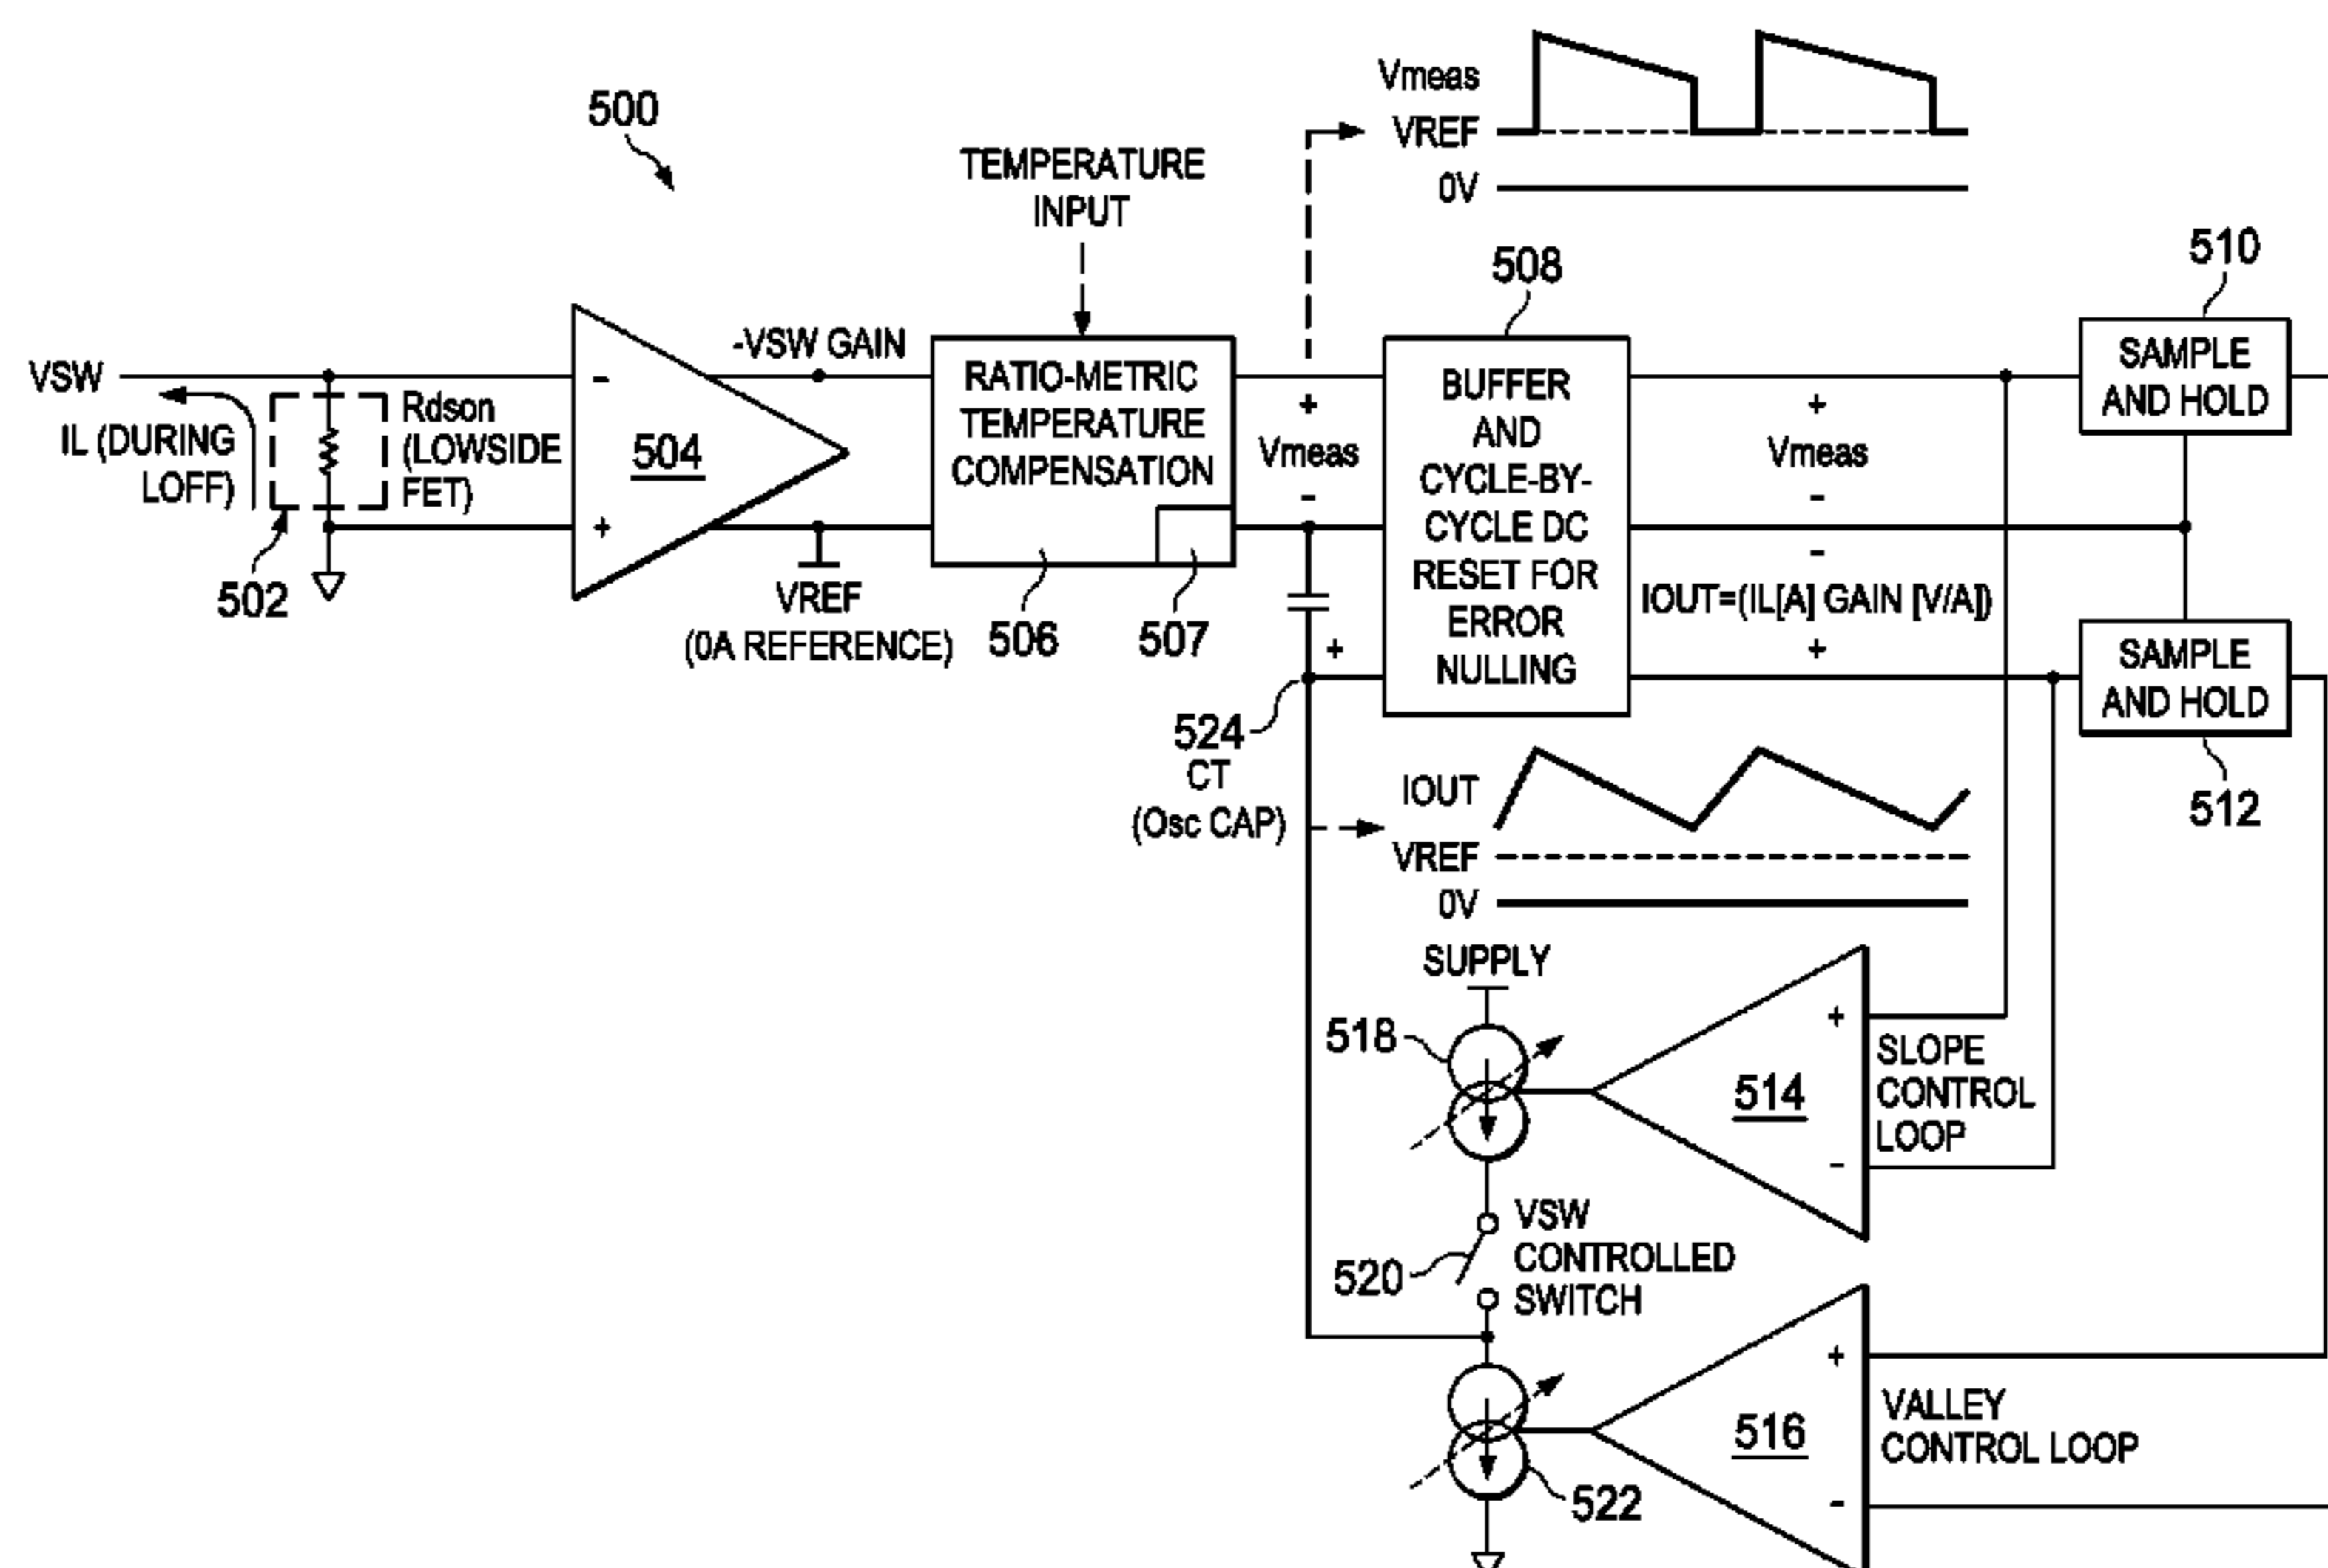 500
Vmeas
VREF
0V
TEMPERATURE
INPUT
VSW
IL (DURING
LOFF)
Rdson
(LOWSIDE
FET)
502
-
504
+
-VSW GAIN
VREF
(0A REFERENCE)
RATIO-METRIC
TEMPERATURE
COMPENSATION
506
507
+
Vmeas
-
+
524
CT
(Osc CAP)
508
BUFFER
AND
CYCLE-BY-
CYCLE DC
RESET FOR
ERROR
NULLING
+
Vmeas
-
-
IOUT=(IL[A] GAIN [V/A])
+
510
SAMPLE
AND HOLD
SAMPLE
AND HOLD
512
IOUT
VREF
0V
SUPPLY
518
+
514
-
SLOPE
CONTROL
LOOP
520
VSW
CONTROLLED
SWITCH
+
516
-
VALLEY
CONTROL LOOP
522